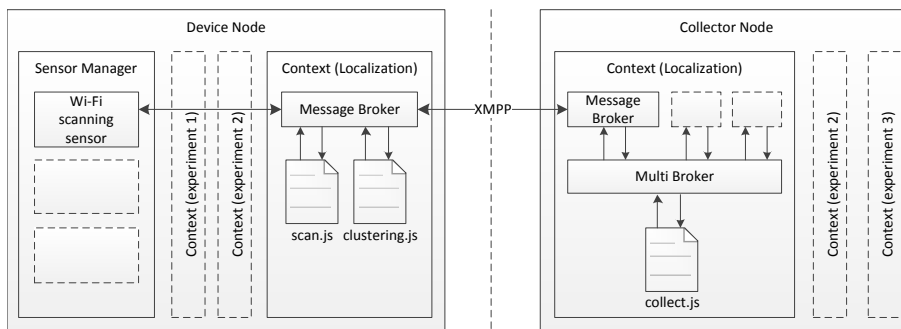 Device Node
Sensor Manager
Wi-Fi
scanning
sensor
Context (experiment 1)
Context (experiment 2)
Context (Localization)
Message Broker
scan.js
clustering.js
XMPP
Collector Node
Context (Localization)
Message
Broker
Multi Broker
collect.js
Context (experiment 2)
Context (experiment 3)